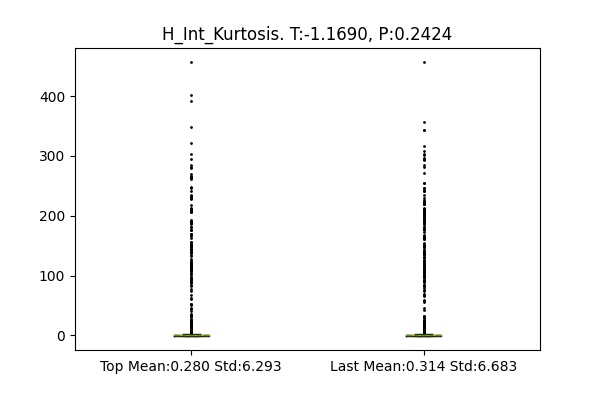 H_Int_Kurtosis. T:-1.1690, P:0.2424
400
300
200
100
0
Top Mean:0.280 Std:6.293
Last Mean:0.314 Std:6.683